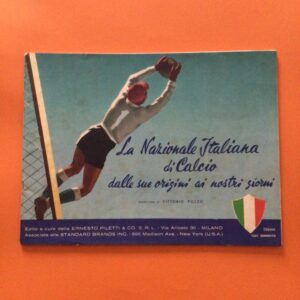 La Nazionale Italiana
di Calcio
dalle sue origini ai nostri giorni
VITTORIO POZZO
Edito a cura della ERNESTO PILETTI & CO. S.R.L. - Via Ariosto 30 - MILANO
Associata alla STANDARD BRANDS INC. - 595 Madison Ave. - New York (U.S.A.)